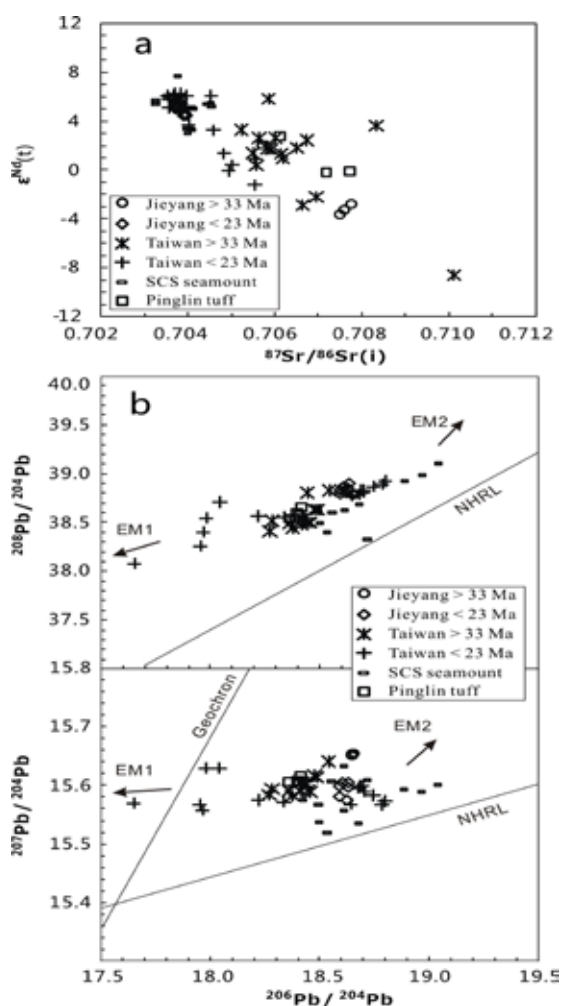 a
12
8
4
0
-4
-8
-12
εNd(t)
Jieyang > 33 Ma
Jieyang < 23 Ma
Taiwan > 33 Ma
Taiwan < 23 Ma
SCS seamount
Pinglin tuff
0.702 0.704 0.706 0.708 0.710 0.712
87Sr/86Sr(i)
b
40.0
39.5
39.0
38.5
38.0
37.5
15.8
208Pb/204Pb
EM2
EM1
NHRL
Jieyang > 33 Ma
Jieyang < 23 Ma
Taiwan > 33 Ma
Taiwan < 23 Ma
SCS seamount
Pinglin tuff
15.7
15.6
15.5
15.4
207Pb/204Pb
Geochron
EM2
EM1
NHRL
17.5 18.0 18.5 19.0 19.5
206Pb/204Pb